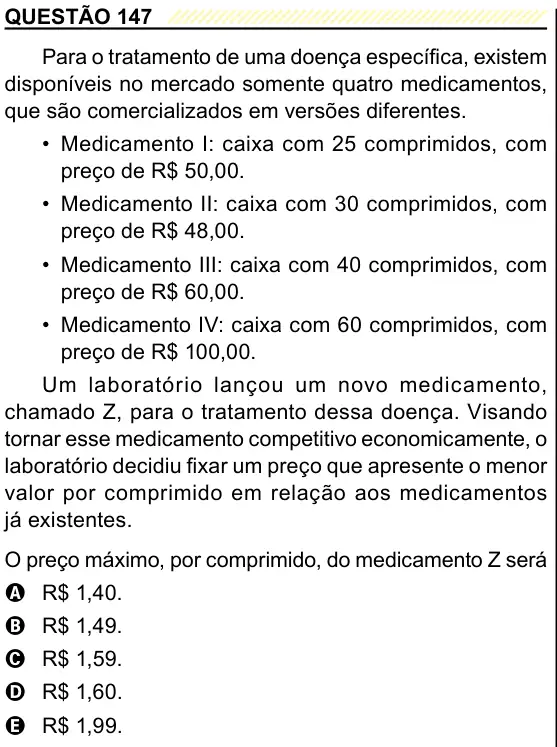 QUESTÃO 147
Para o tratamento de uma doença específica, existem
disponíveis no mercado somente quatro medicamentos,
que são comercializados em versões diferentes.
• Medicamento I: caixa com 25 comprimidos, com
preço de R$ 50,00.
• Medicamento II: caixa com 30 comprimidos, com
preço de R$ 48,00.
• Medicamento III: caixa com 40 comprimidos, com
preço de R$ 60,00.
• Medicamento IV: caixa com 60 comprimidos, com
preço de R$ 100,00.
Um laboratório lançou um novo medicamento,
chamado Z, para o tratamento dessa doença. Visando
tornar esse medicamento competitivo economicamente, o
laboratório decidiu fixar um preço que apresente o menor
valor por comprimido em relação aos medicamentos
já existentes.
O preço máximo, por comprimido, do medicamento Z será
A R$ 1,40.
B R$ 1,49.
C R$ 1,59.
D R$ 1,60.
E R$ 1,99.